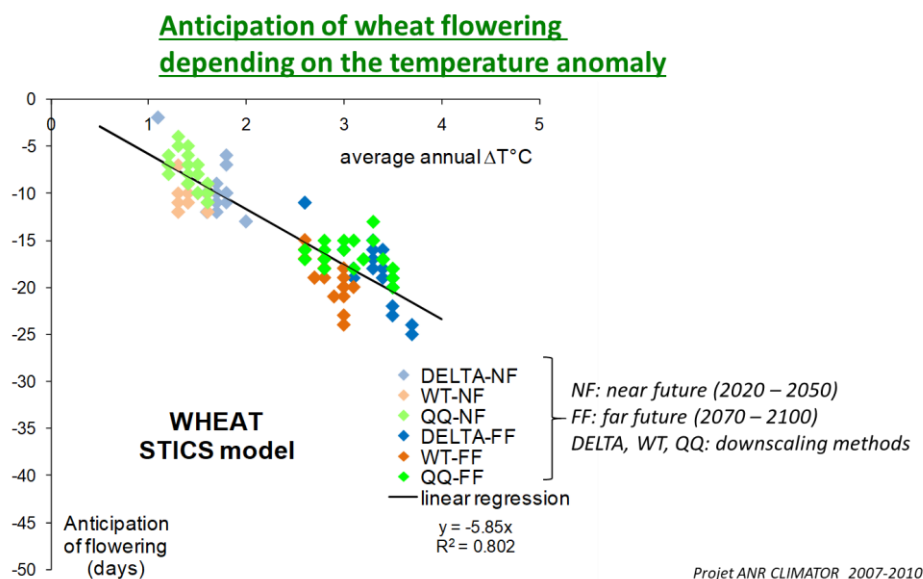 Anticipation of wheat flowering
depending on the temperature anomaly
0
0
1
2
3
4
5
average annual ΔT°C
-5
-10
-15
-20
-25
-30
-35
-40
-45
-50
WHEAT
STICS model
Anticipation
of flowering
(days)
DELTA-NF
WT-NF
QQ-NF
DELTA-FF
WT-FF
QQ-FF
linear regression
y = -5.85x
R² = 0.802
NF: near future (2020 – 2050)
FF: far future (2070 – 2100)
DELTA, WT, QQ: downscaling methods
Projet ANR CLIMATOR 2007-2010